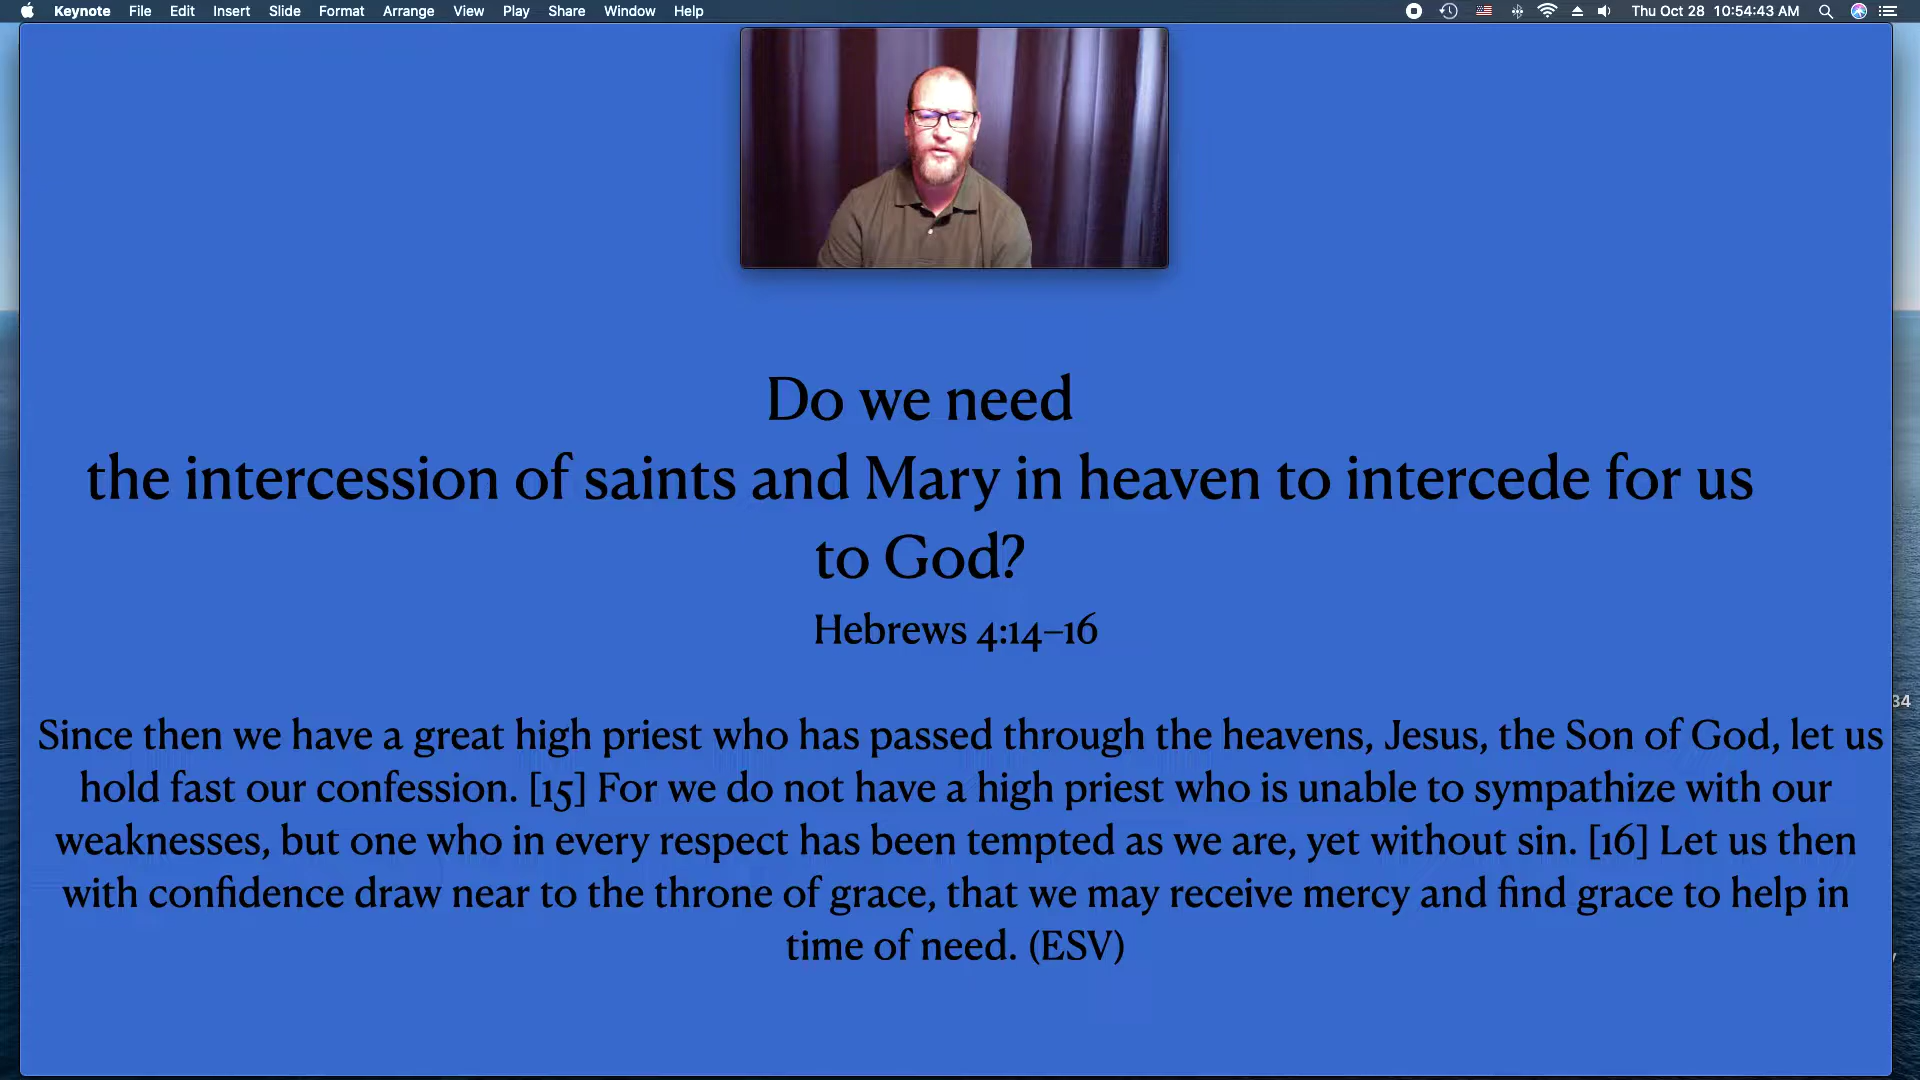 Keynote File Edit Insert Slide Format Arrange View Play Share Window Help Thu Oct 28 10:54:43 AM
Do we need
the intercession of saints and Mary in heaven to intercede for us
to God?
Hebrews 4:14–16
34
Since then we have a great high priest who has passed through the heavens, Jesus, the Son of God, let us
hold fast our confession. [15] For we do not have a high priest who is unable to sympathize with our
weaknesses, but one who in every respect has been tempted as we are, yet without sin. [16] Let us then
with confidence draw near to the throne of grace, that we may receive mercy and find grace to help in
time of need. (ESV)